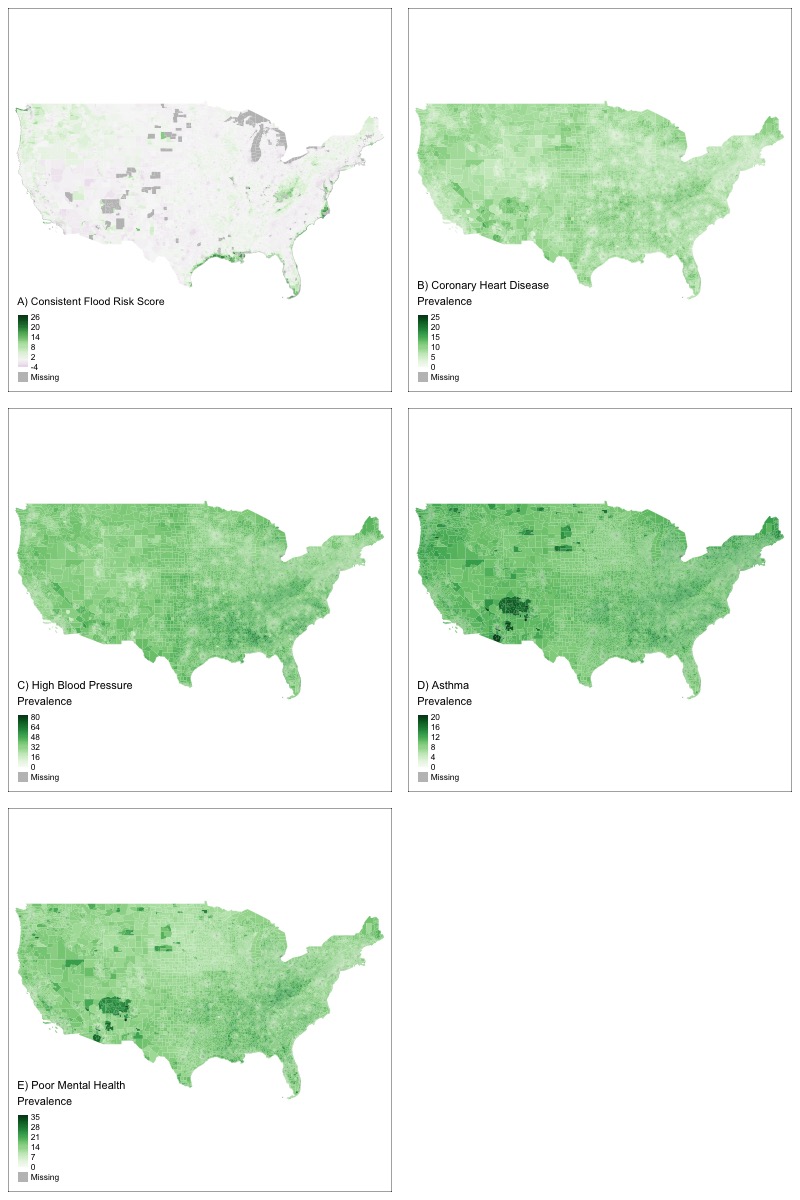 A) Consistent Flood Risk Score
26
20
14
8
2
-4
Missing
B) Coronary Heart Disease
Prevalence
25
20
15
10
5
0
Missing
C) High Blood Pressure
Prevalence
80
64
48
32
16
0
Missing
D) Asthma
Prevalence
20
16
12
8
4
0
Missing
E) Poor Mental Health
Prevalence
35
28
21
14
7
0
Missing